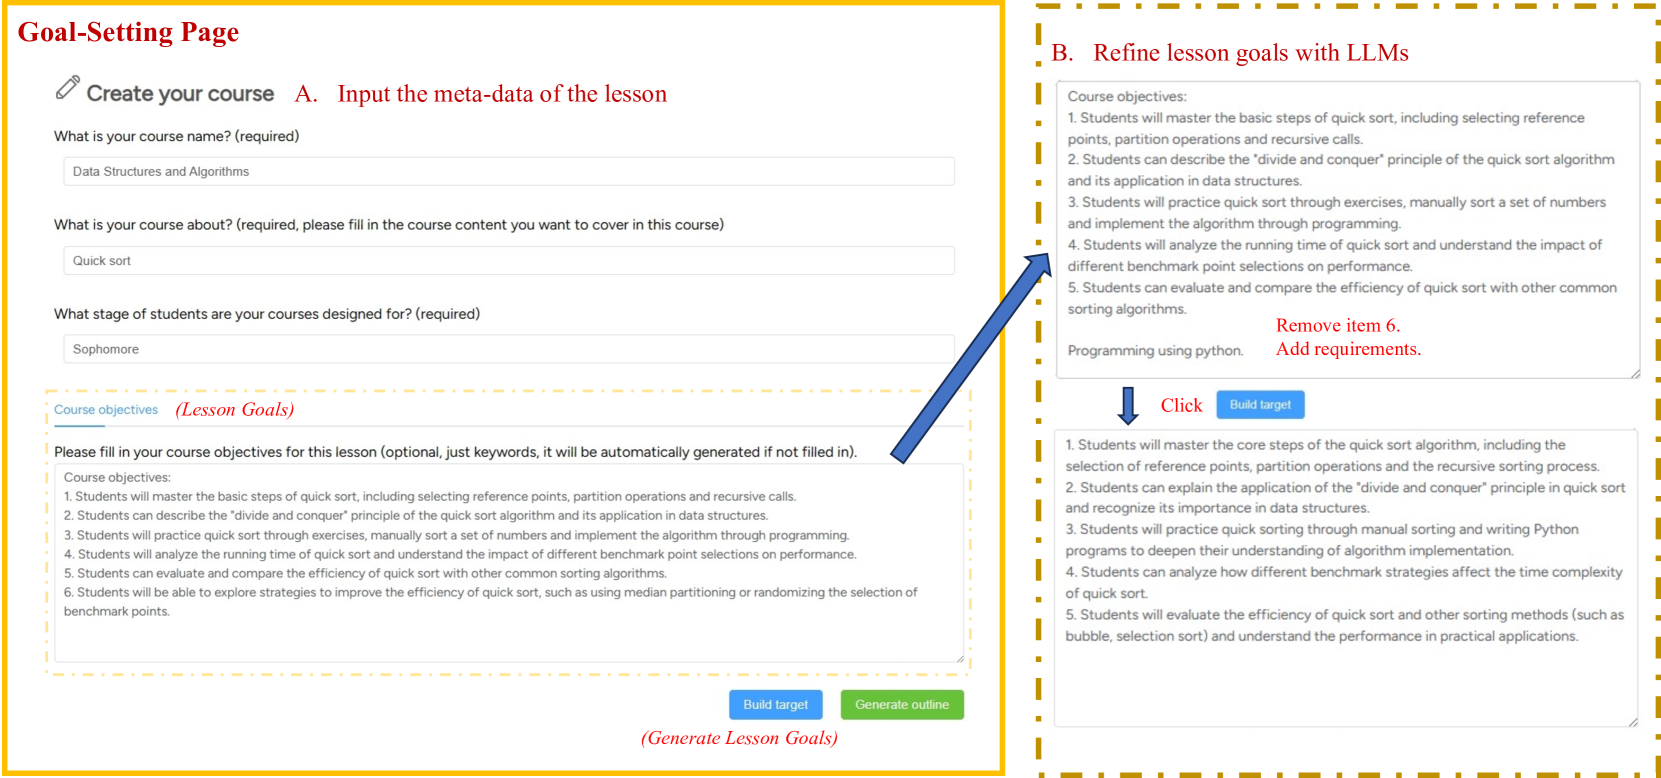 Goal-Setting Page
Create your course
A. Input the meta-data of the lesson
What is your course name? (required)
Data Structures and Algorithms
What is your course about? (required, please fill in the course content you want to cover in this course)
Quick sort
What stage of students are your courses designed for? (required)
Sophomore
Course objectives (Lesson Goals)
Please fill in your course objectives for this lesson (optional, just keywords, it will be automatically generated if not filled in).
Course objectives:
1. Students will master the basic steps of quick sort, including selecting reference points, partition operations and recursive calls.
2. Students can describe the "divide and conquer" principle of the quick sort algorithm and its application in data structures.
3. Students will practice quick sort through exercises, manually sort a set of numbers and implement the algorithm through programming.
4. Students will analyze the running time of quick sort and understand the impact of different benchmark point selections on performance.
5. Students can evaluate and compare the efficiency of quick sort with other common sorting algorithms.
6. Students will be able to explore strategies to improve the efficiency of quick sort, such as using median partitioning or randomizing the selection of
benchmark points.
Build target
Generate outline
(Generate Lesson Goals)
B. Refine lesson goals with LLMs
Course objectives:
1. Students will master the basic steps of quick sort, including selecting reference
points, partition operations and recursive calls.
2. Students can describe the "divide and conquer" principle of the quick sort algorithm
and its application in data structures.
3. Students will practice quick sort through exercises, manually sort a set of numbers
and implement the algorithm through programming.
4. Students will analyze the running time of quick sort and understand the impact of
different benchmark point selections on performance.
5. Students can evaluate and compare the efficiency of quick sort with other common
sorting algorithms.
Remove item 6.
Add requirements.
Programming using python.
Click
Build target
1. Students will master the core steps of the quick sort algorithm, including the
selection of reference points, partition operations and the recursive sorting process.
2. Students can explain the application of the "divide and conquer" principle in quick sort
and recognize its importance in data structures.
3. Students will practice quick sorting through manual sorting and writing Python
programs to deepen their understanding of algorithm implementation.
4. Students can analyze how different benchmark strategies affect the time complexity
of quick sort.
5. Students will evaluate the efficiency of quick sort and other sorting methods (such as
bubble, selection sort) and understand the performance in practical applications.